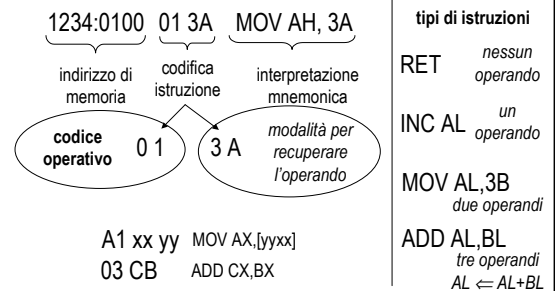 1234:0100 01 3A MOV AH, 3A
indirizzo di memoria
codifica istruzione
interpretazione mnemonica
codice operativo
0 1
3 A
modalità per recuperare l'operando
A1 xx yy MOV AX,[yyxx]
03 CB ADD CX,BX
tipi di istruzioni
RET nessun operando
INC AL un operando
MOV AL,3B
due operandi
ADD AL,BL
tre operandi
AL ⇐ AL+BL